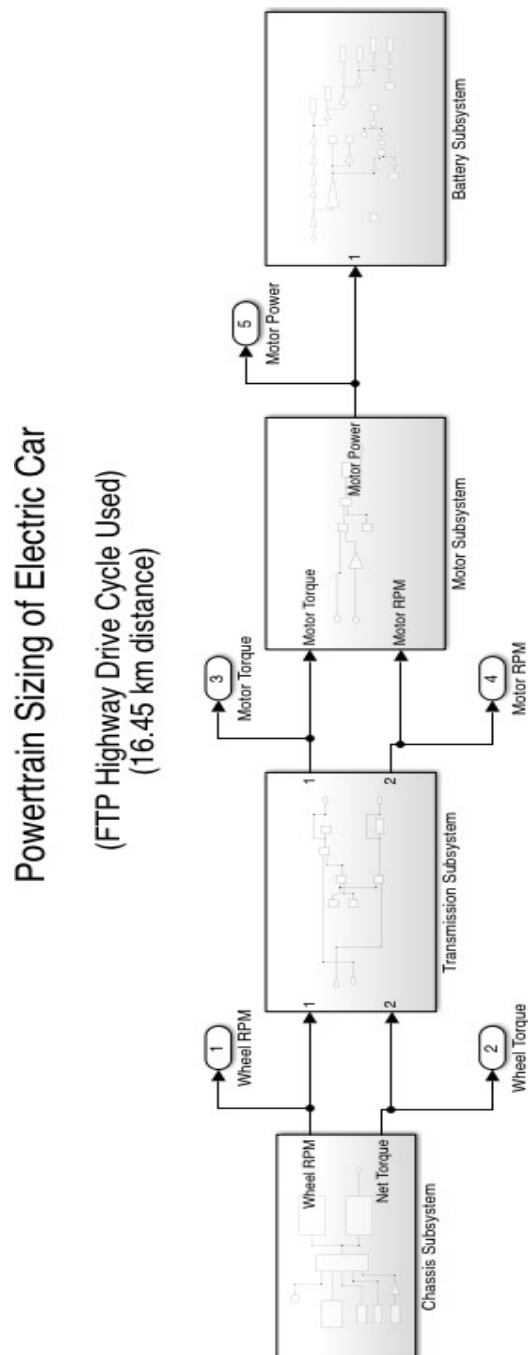 Powertrain Sizing of Electric Car
(FTP Highway Drive Cycle Used)
(16.45 km distance)
1
Wheel RPM
3
Motor Torque
5
Motor Power
Wheel RPM
Net Torque
1
2
1
2
Motor Torque
Motor RPM
Motor Power
1
Chassis Subsystem
Transmission Subsystem
Motor Subsystem
Battery Subsystem
2
Wheel Torque
4
Motor RPM